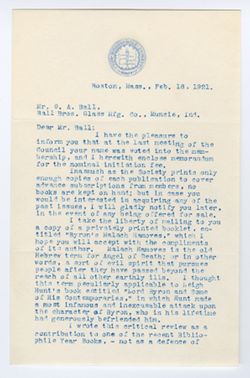 Boston, Mass., Feb. 18, 1921.
Mr. G. A. Ball,
Ball Bros. Glass Mfg. Co., Muncie, Ind.
Dear Mr. Ball:
I have the pleasure to
inform you that at the last meeting of the
Council your name was voted into the mem-
bership, and I herewith enclose memorandum
for the nominal initiation fee.
Inasmuch as the Society prints only
enough copies of each publication to cover
advance subscriptions from members, no
books are kept on hand; but in case you
would be interested in acquiring any of the
past issues, I will gladly notify you later,
in the event of any being offered for sale.
I take the liberty of mailing to you
a copy of a privately printed booklet, en-
titled "Byron's Malach Hamoves," which I
hope you will accept with the compliments
of its author. Malach Hamoves is the old
Hebrew term for Angel of Death; or in other
words, a sort of evil spirit that pursues
people after they have passed beyond the
reach of all other earthly ills. I thought
this term peculiarly applicable to Leigh
Hunt's book entitled "Lord Byron and Some
of His Contemporaries," in which Hunt made
a most infamous and inexcusable attack upon
the character of Byron, who in his lifetime
had generously befriended him.
I wrote this critical review as a
contribution to one of the recent Biblio-
phile Year Books, - not as a defence of